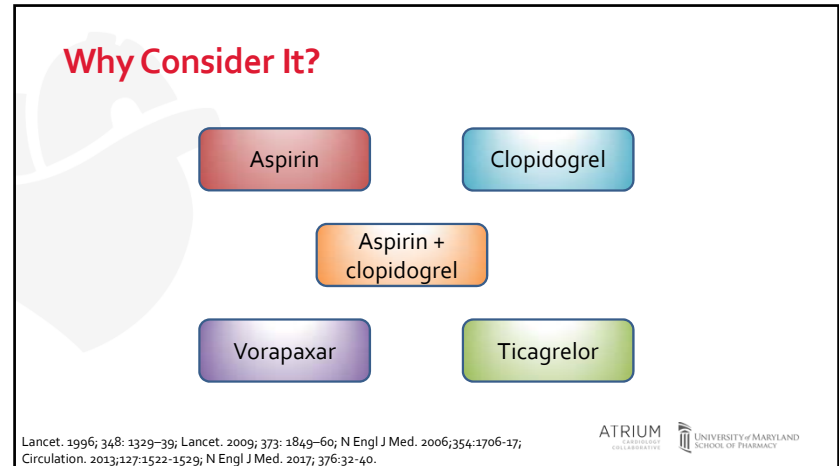 Why Consider It?
Aspirin
Clopidogrel
Aspirin +
clopidogrel
Vorapaxar
Ticagrelor
Lancet. 1996; 348: 1329–39; Lancet. 2009; 373: 1849–60; N Engl J Med. 2006;354:1706-17;
Circulation. 2013;127:1522-1529; N Engl J Med. 2017; 376:32-40.
ATRIUM
CARDIOLOGY
COLLABORATIVE
UNIVERSITY of MARYLAND
SCHOOL OF PHARMACY